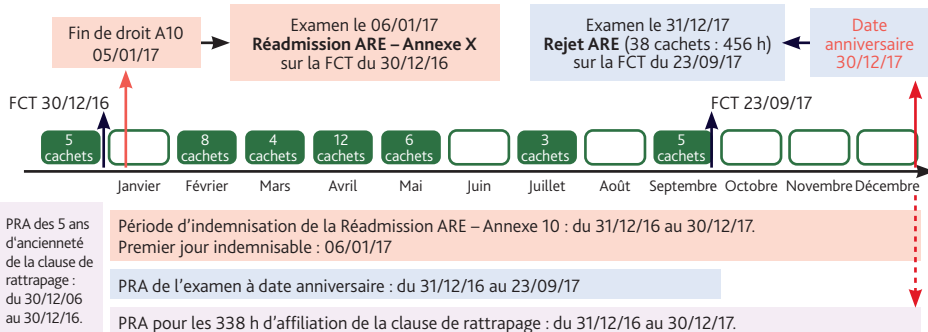 Fin de droit A10
05/01/17
Examen le 06/01/17
Réadmission ARE – Annexe X
sur la FCT du 30/12/16
Examen le 31/12/17
Rejet ARE (38 cachets : 456 h)
sur la FCT du 23/09/17
Date
anniversaire
30/12/17
FCT 30/12/16
FCT 23/09/17
5
cachets
8
cachets
4
cachets
12
cachets
6
cachets
3
cachets
5
cachets
Janvier Février Mars Avril Mai Juin Juillet Août Septembre Octobre Novembre Décembre
PRA des 5 ans
d'ancienneté
de la clause de
rattrapage :
du 30/12/06
au 30/12/16.
Période d'indemnisation de la Réadmission ARE – Annexe 10 : du 31/12/16 au 30/12/17.
Premier jour indemnisable : 06/01/17
PRA de l'examen à date anniversaire : du 31/12/16 au 23/09/17
PRA pour les 338 h d'affiliation de la clause de rattrapage : du 31/12/16 au 30/12/17.